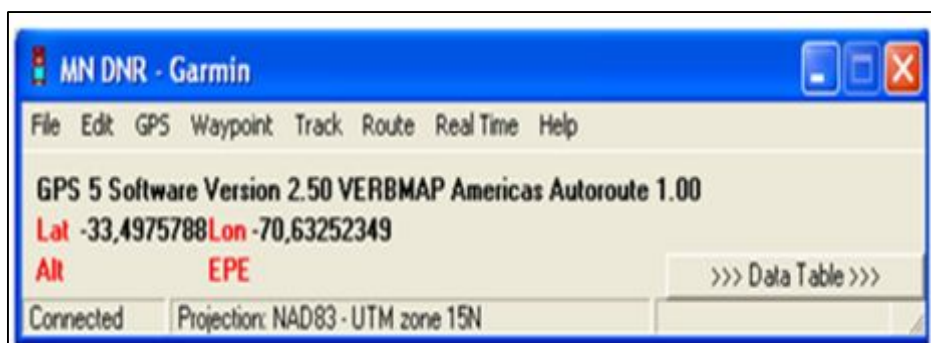 MN DNR - Garmin
File Edit GPS Waypoint Track Route Real Time Help
GPS 5 Software Version 2.50 VERBMAP Americas Autoroute 1.00
Lat -33,4975788 Lon -70,63252349
Alt EPE
>>> Data Table >>>
Connected Projection: NAD83 - UTM zone 15N